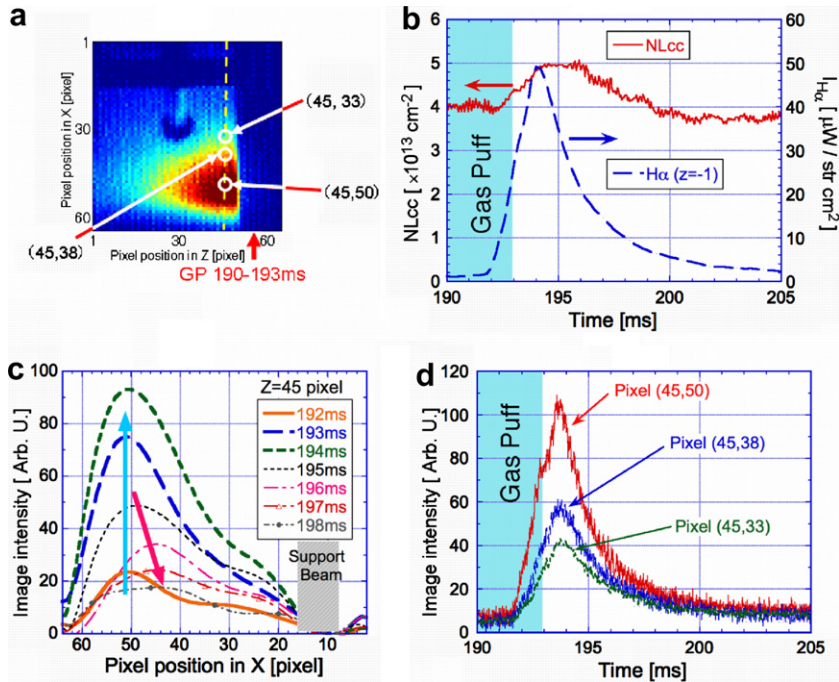 a
Pixel position in X [pixel]
1
30
60
1
30
60
Pixel position in Z [pixel]
(45, 33)
(45,50)
(45,38)
GP 190-193ms
b
NLcc [ ×10¹³ cm⁻²]
6
5
4
3
2
1
0
Gas Puff
NLcc
Hα (z=-1)
60
50
40
30
20
10
0
I_Hα [ μW/ str cm²]
190
195
200
205
Time [ms]
c
Image intensity [ Arb. U.]
100
80
60
40
20
0
Z=45 pixel
192ms
193ms
194ms
195ms
196ms
197ms
198ms
Support
Beam
60
50
40
30
20
10
Pixel position in X [pixel]
d
Image intensity [ Arb. U.]
120
100
80
60
40
20
0
Gas Puff
Pixel (45,50)
Pixel (45,38)
Pixel (45,33)
190
195
200
205
Time [ms]